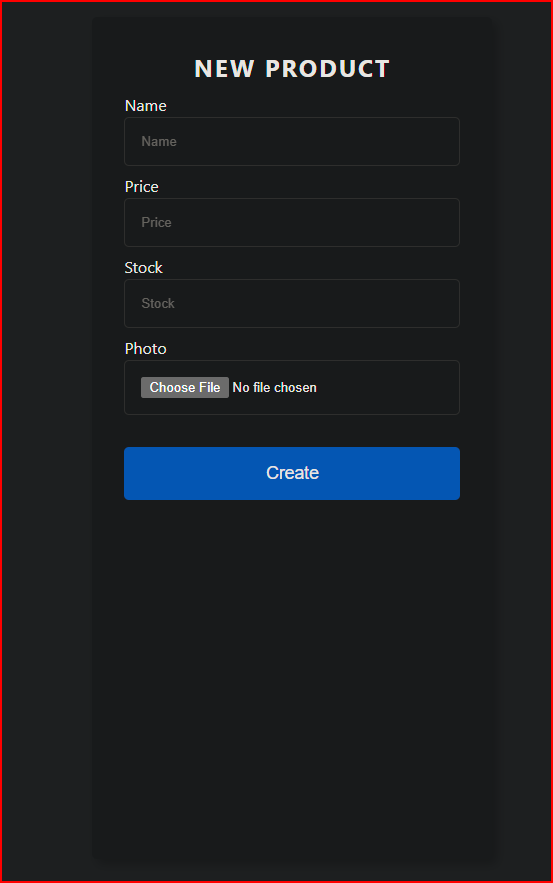 NEW PRODUCT
Name
Name
Price
Price
Stock
Stock
Photo
Choose File No file chosen
Create